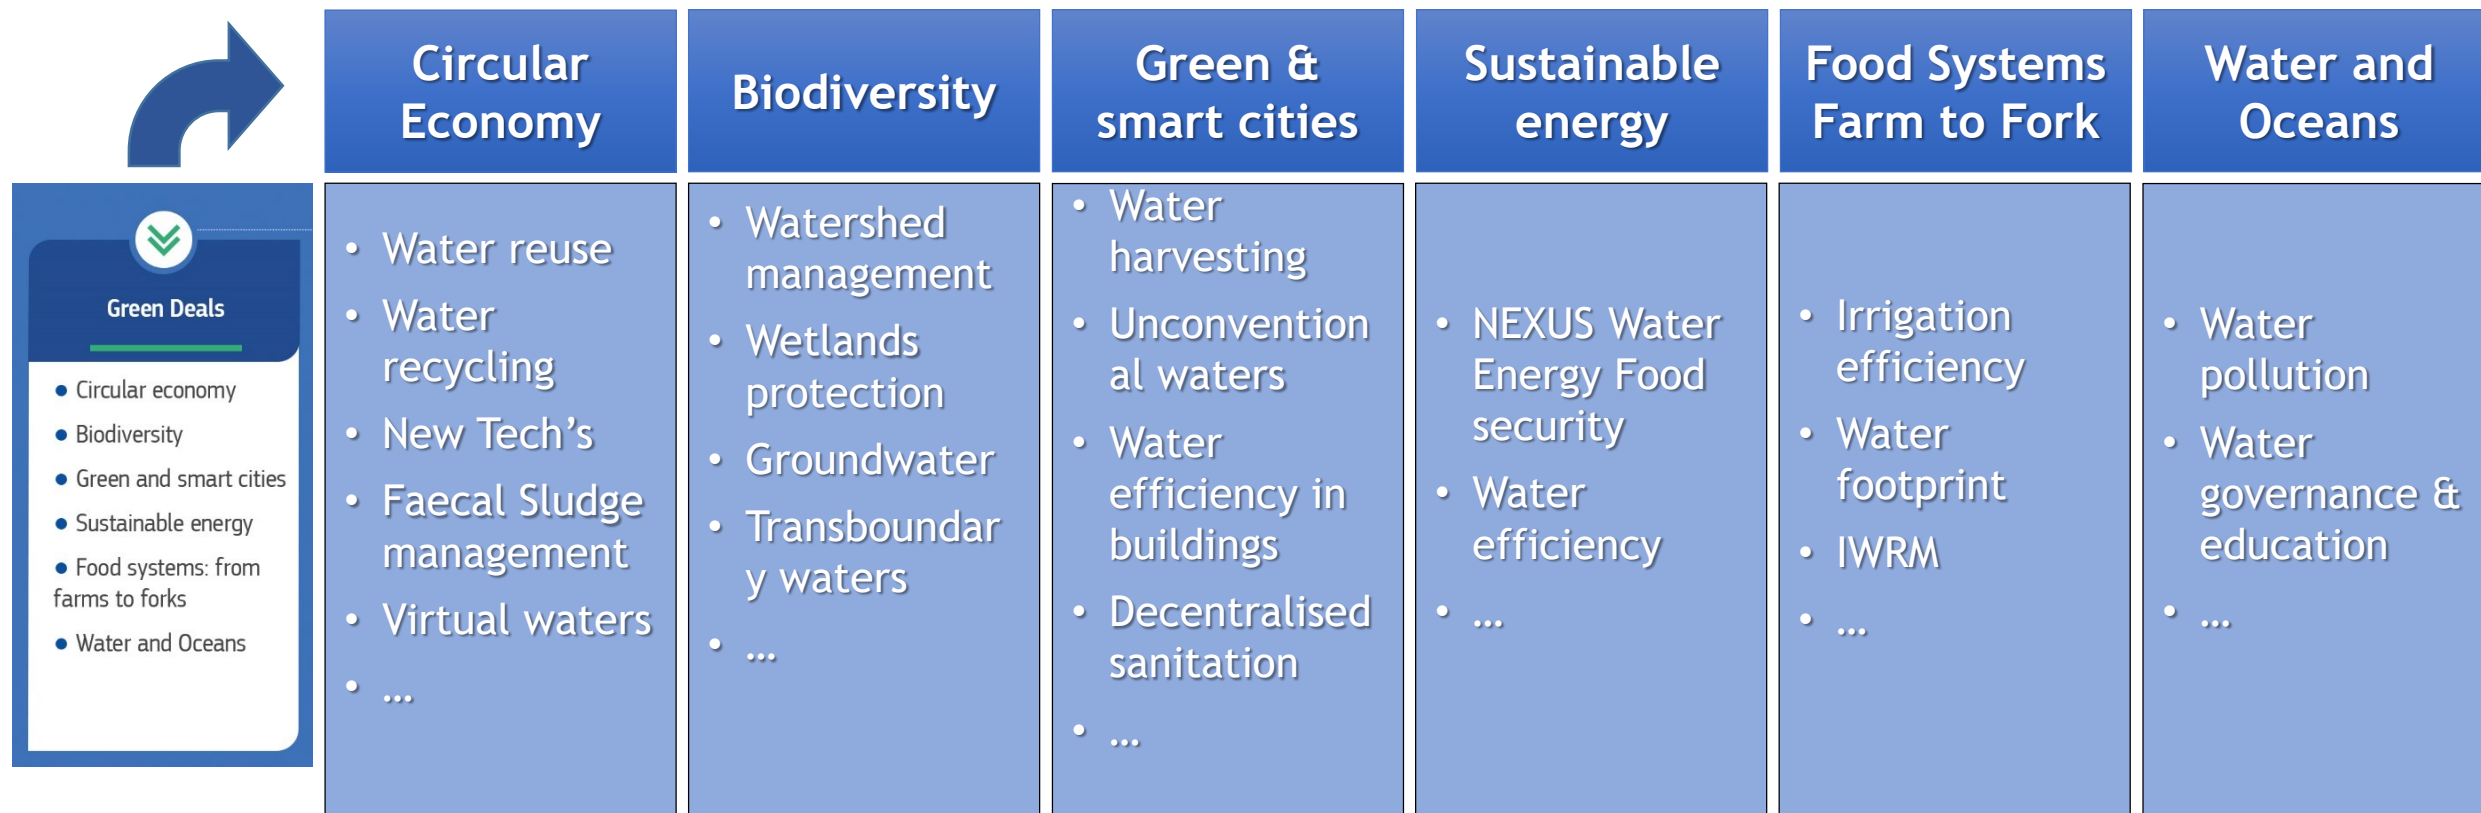 Green Deals
• Circular economy
• Biodiversity
• Green and smart cities
• Sustainable energy
• Food systems: from
farms to forks
• Water and Oceans
Circular
Economy
• Water reuse
• Water
recycling
• New Tech’s
• Faecal Sludge
management
• Virtual waters
• …
Biodiversity
• Watershed
management
• Wetlands
protection
• Groundwater
• Transboundar
y waters
• …
Green &
smart cities
• Water
harvesting
• Unconvention
al waters
• Water
efficiency in
buildings
• Decentralised
sanitation
• …
Sustainable
energy
• NEXUS Water
Energy Food
security
• Water
efficiency
• …
Food Systems
Farm to Fork
• Irrigation
efficiency
• Water
footprint
• IWRM
• …
Water and
Oceans
• Water
pollution
• Water
governance &
education
• …